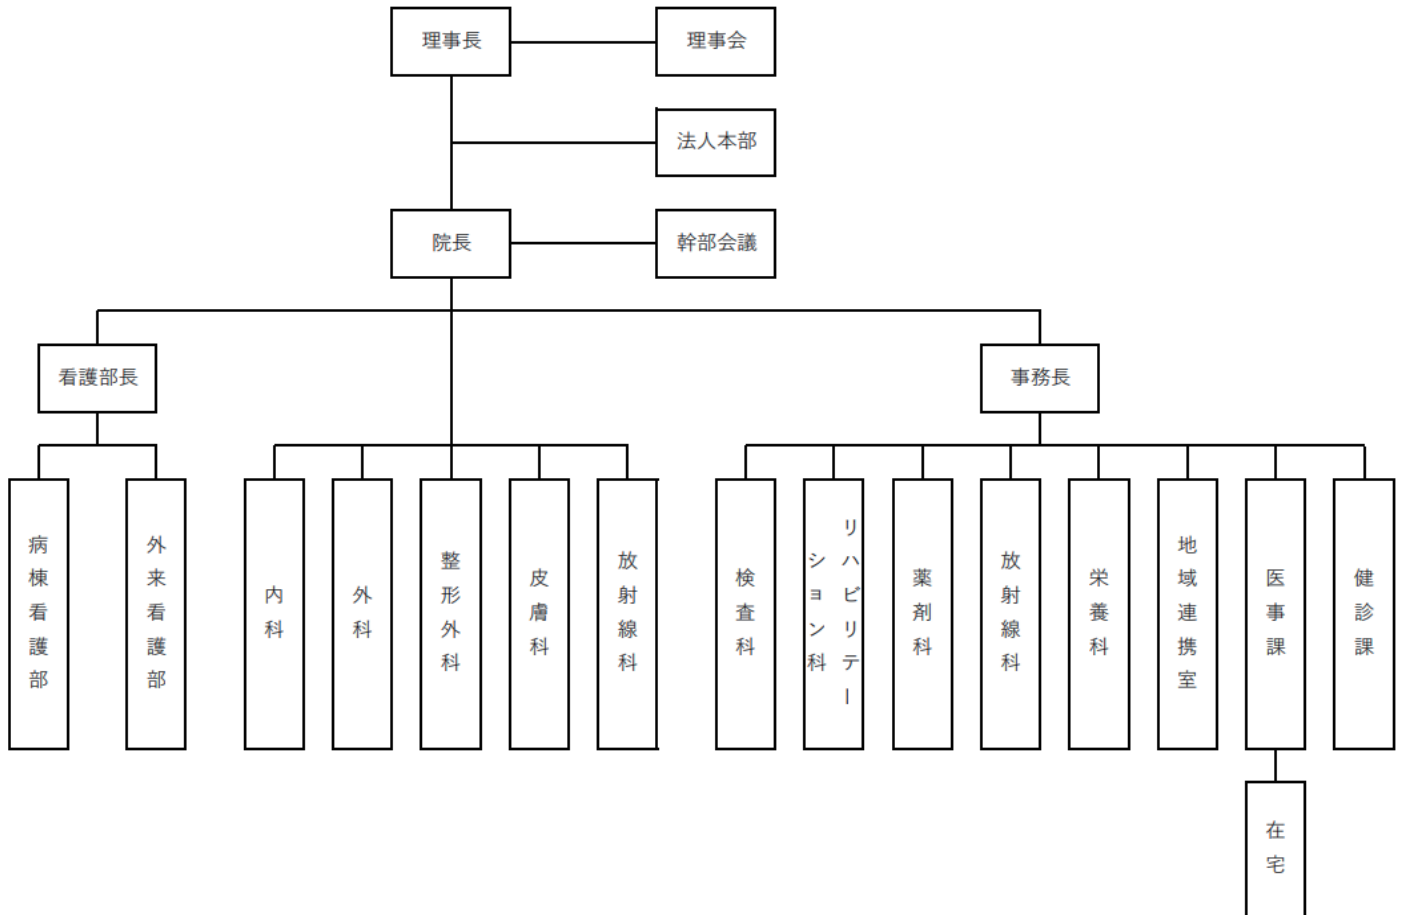 理事長
理事会
法人本部
院長
幹部会議
看護部長
事務長
病棟看護部
外来看護部
内科
外科
整形外科
皮膚科
放射線科
検査科
リハビリテー
ション科
薬剤科
放射線科
栄養科
地域連携室
医事課
健診課
在宅